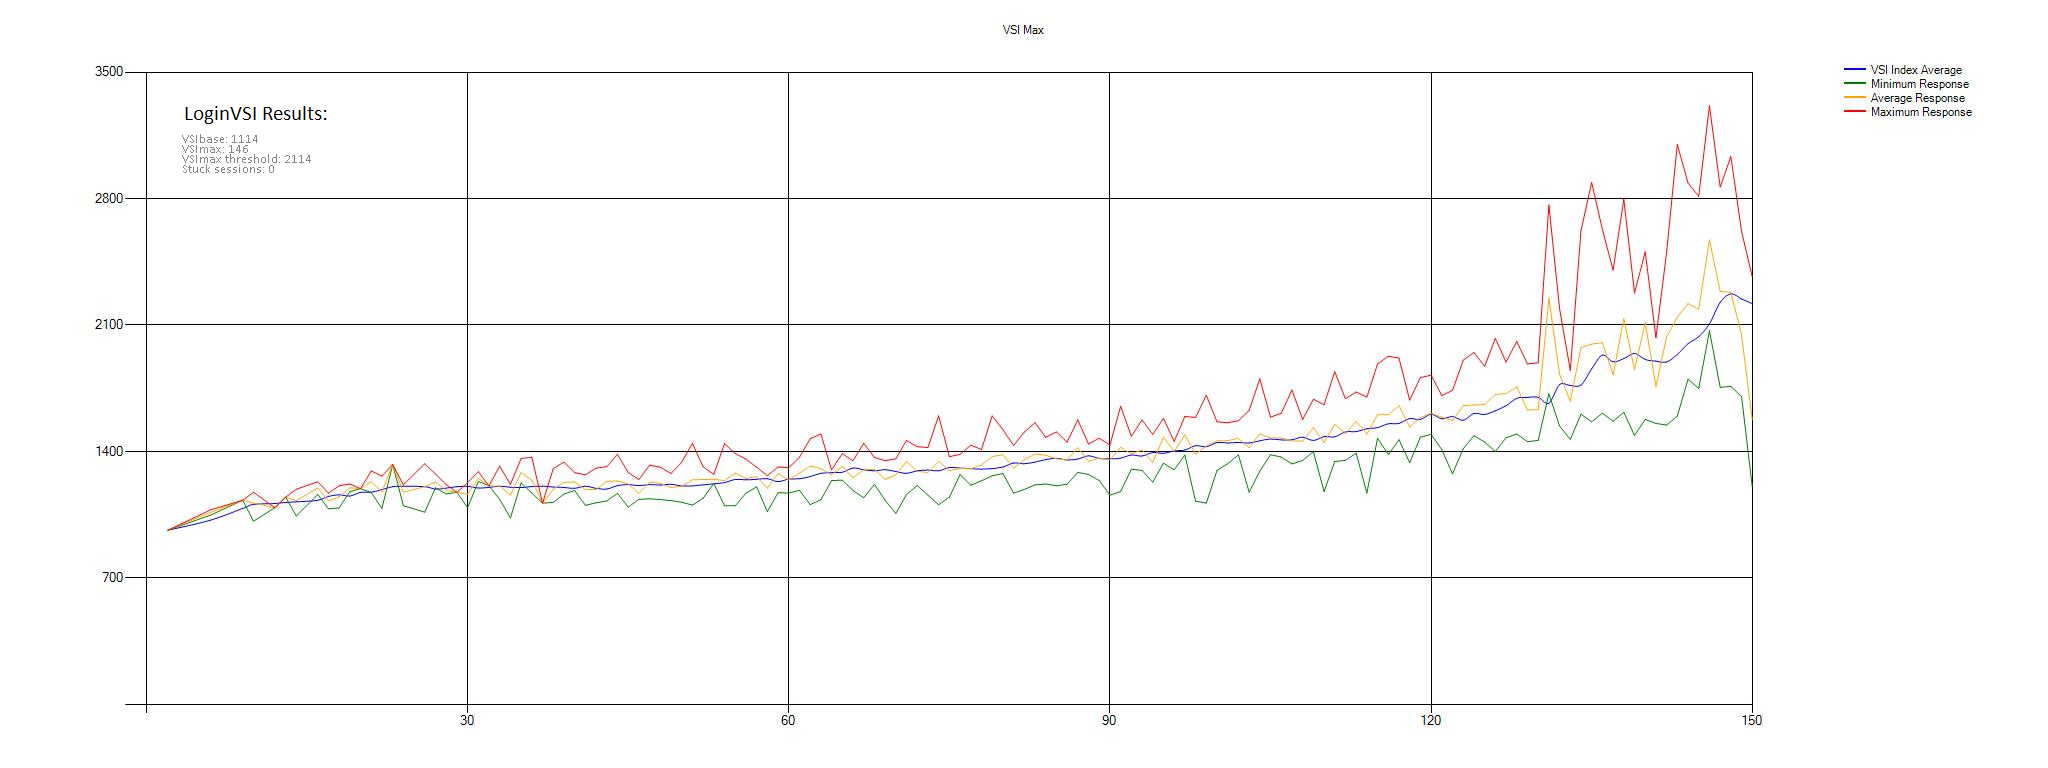 VSI Max
3500
2800
2100
1400
700
30
60
90
120
150
LoginVSI Results:
VSIbase: 1114
VSImax: 146
VSImax threshold: 2114
Stuck sessions: 0
VSI Index Average
Minimum Response
Average Response
Maximum Response